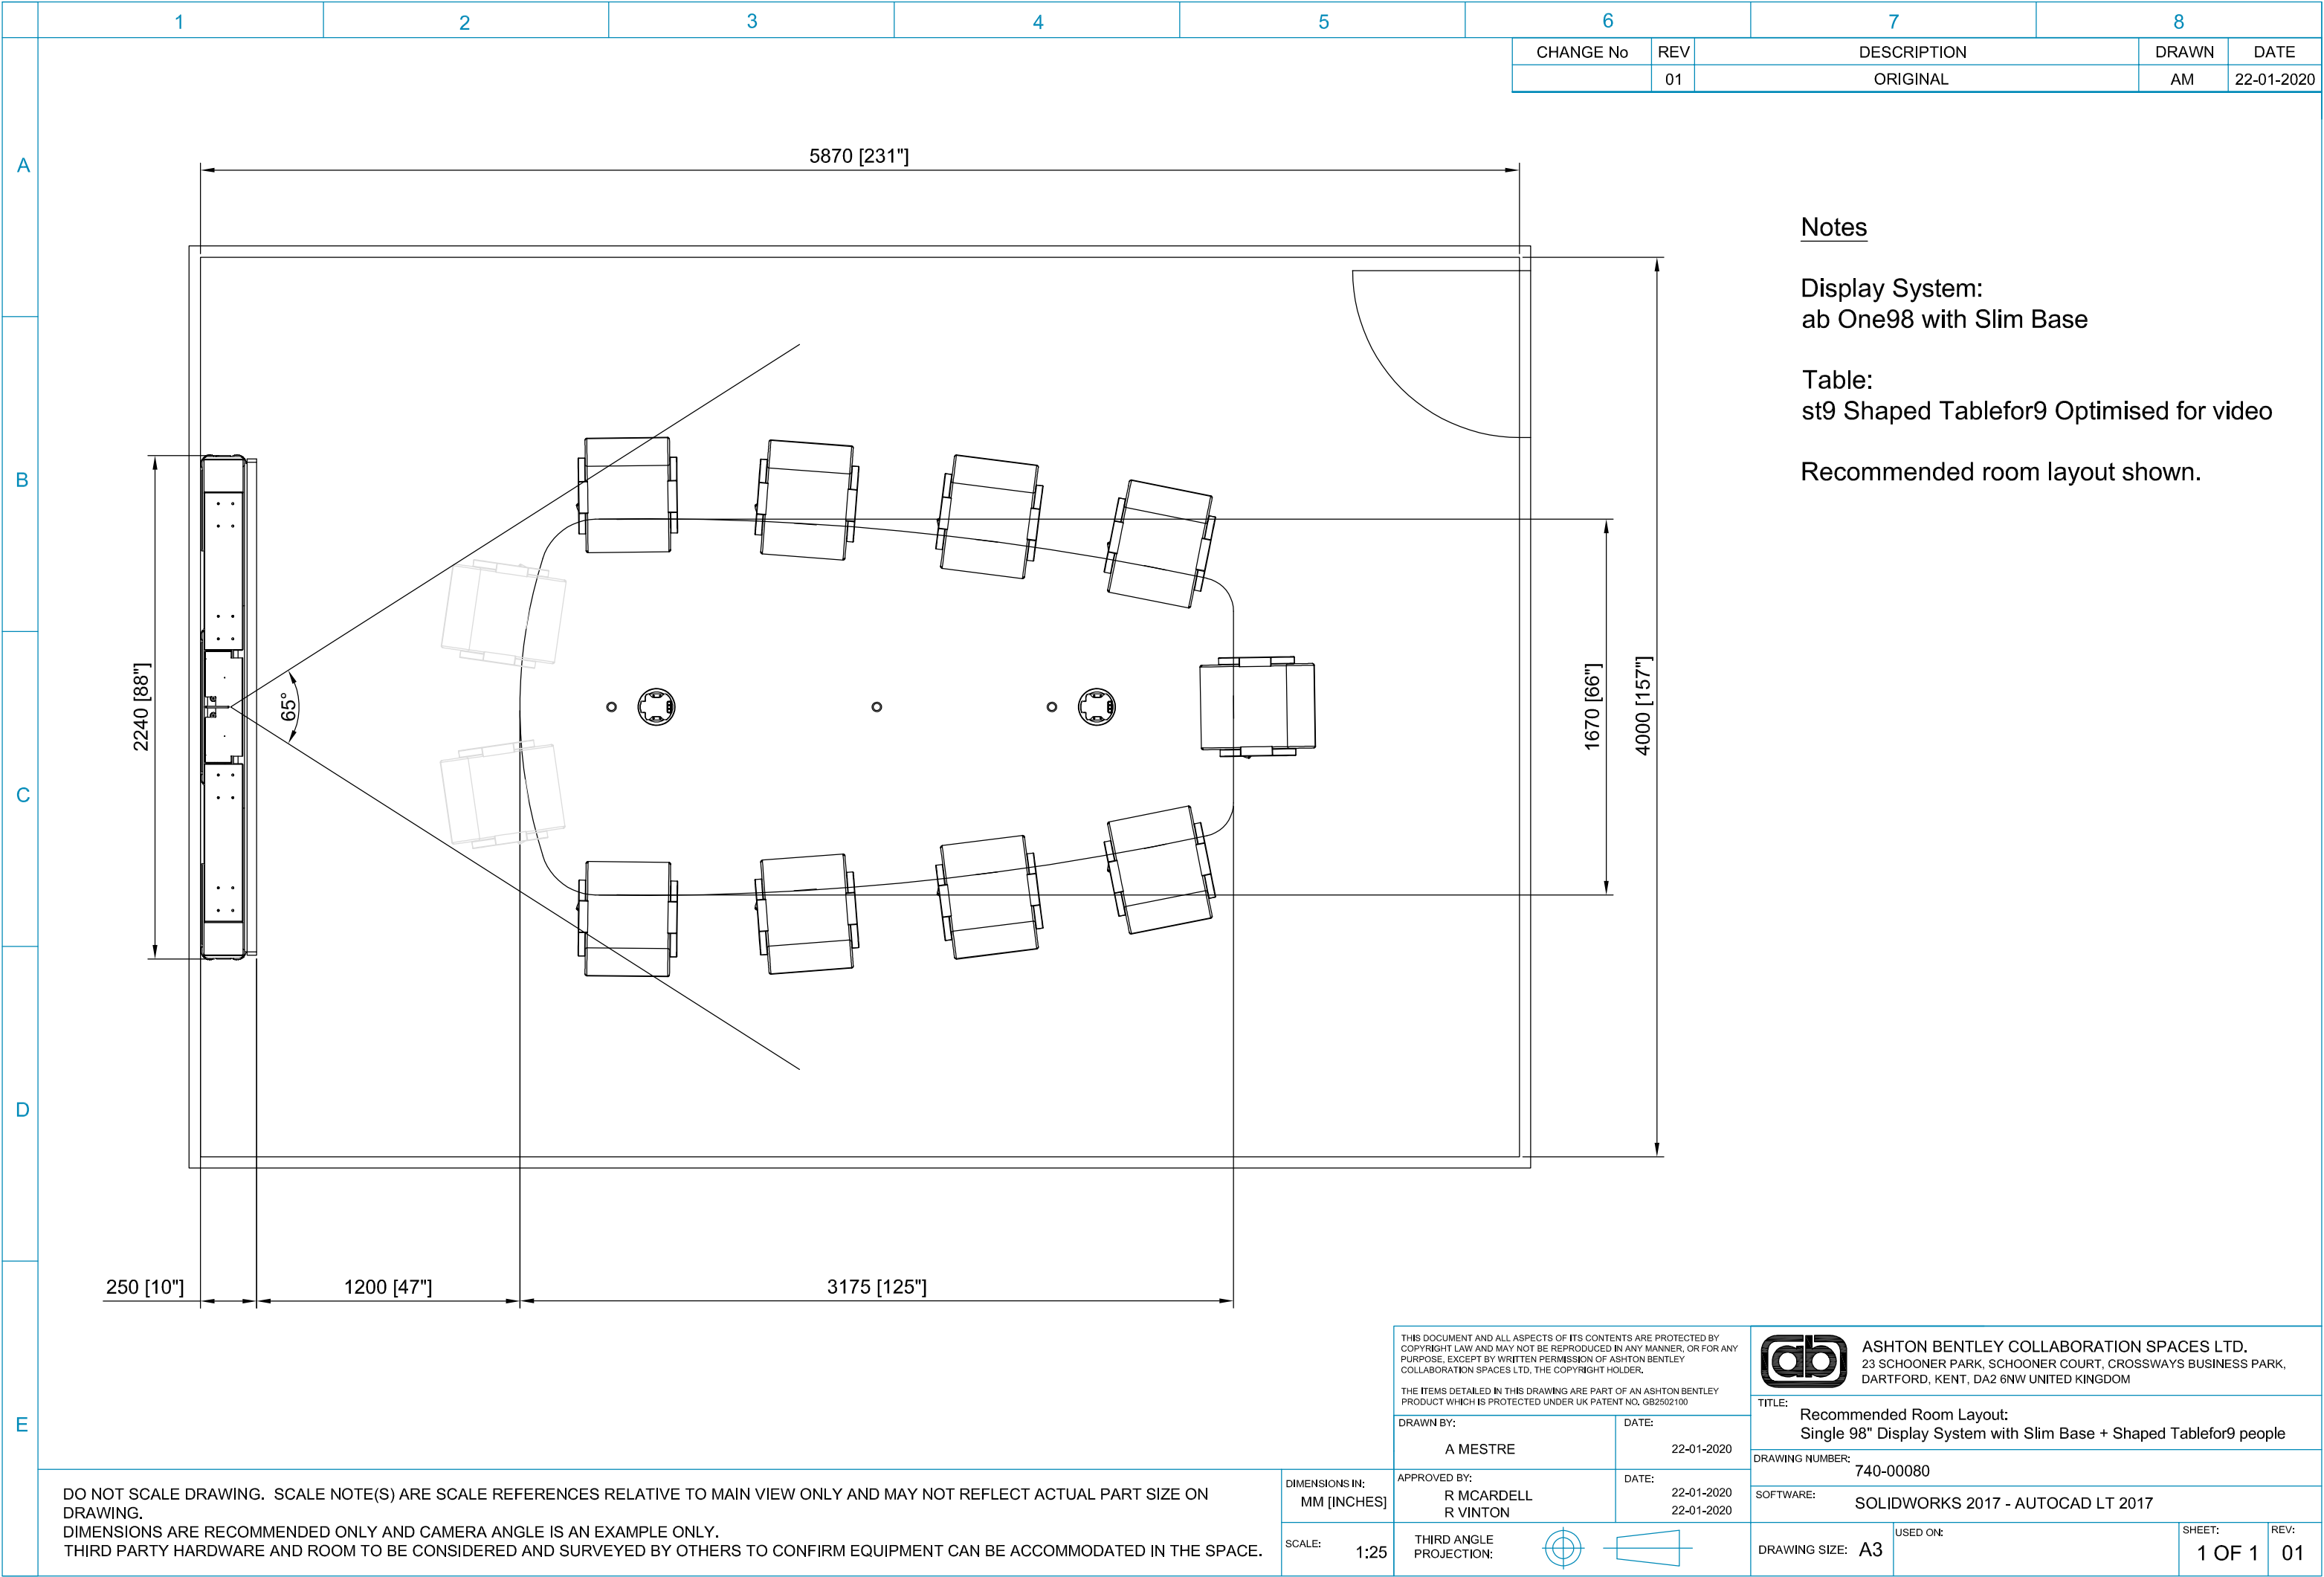 1 2 3 4 5 6 7 8
CHANGE No REV DESCRIPTION DRAWN DATE
01 ORIGINAL AM 22-01-2020
A
B
C
D
E
5870 [231"]
Notes
Display System:
ab One98 with Slim Base
Table:
st9 Shaped Tablefor9 Optimised for video
Recommended room layout shown.
2240 [88"]
65°
1670 [66"]
4000 [157"]
250 [10"]
1200 [47"]
3175 [125"]
DO NOT SCALE DRAWING. SCALE NOTE(S) ARE SCALE REFERENCES RELATIVE TO MAIN VIEW ONLY AND MAY NOT REFLECT ACTUAL PART SIZE ON
DRAWING.
DIMENSIONS ARE RECOMMENDED ONLY AND CAMERA ANGLE IS AN EXAMPLE ONLY.
THIRD PARTY HARDWARE AND ROOM TO BE CONSIDERED AND SURVEYED BY OTHERS TO CONFIRM EQUIPMENT CAN BE ACCOMMODATED IN THE SPACE.
DIMENSIONS IN:
MM [INCHES]
SCALE:
1:25
THIS DOCUMENT AND ALL ASPECTS OF ITS CONTENTS ARE PROTECTED BY
COPYRIGHT LAW AND MAY NOT BE REPRODUCED IN ANY MANNER, OR FOR ANY
PURPOSE, EXCEPT BY WRITTEN PERMISSION OF ASHTON BENTLEY
COLLABORATION SPACES LTD, THE COPYRIGHT HOLDER.
THE ITEMS DETAILED IN THIS DRAWING ARE PART OF AN ASHTON BENTLEY
PRODUCT WHICH IS PROTECTED UNDER UK PATENT NO. GB2502100
DRAWN BY:
A MESTRE
DATE:
22-01-2020
APPROVED BY:
R MCARDELL
R VINTON
DATE:
22-01-2020
22-01-2020
THIRD ANGLE
PROJECTION:
ab
ASHTON BENTLEY COLLABORATION SPACES LTD.
23 SCHOONER PARK, SCHOONER COURT, CROSSWAYS BUSINESS PARK,
DARTFORD, KENT, DA2 6NW UNITED KINGDOM
TITLE:
Recommended Room Layout:
Single 98" Display System with Slim Base + Shaped Tablefor9 people
DRAWING NUMBER:
740-00080
SOFTWARE:
SOLIDWORKS 2017 - AUTOCAD LT 2017
DRAWING SIZE: A3
USED ON:
SHEET:
1 OF 1
REV:
01